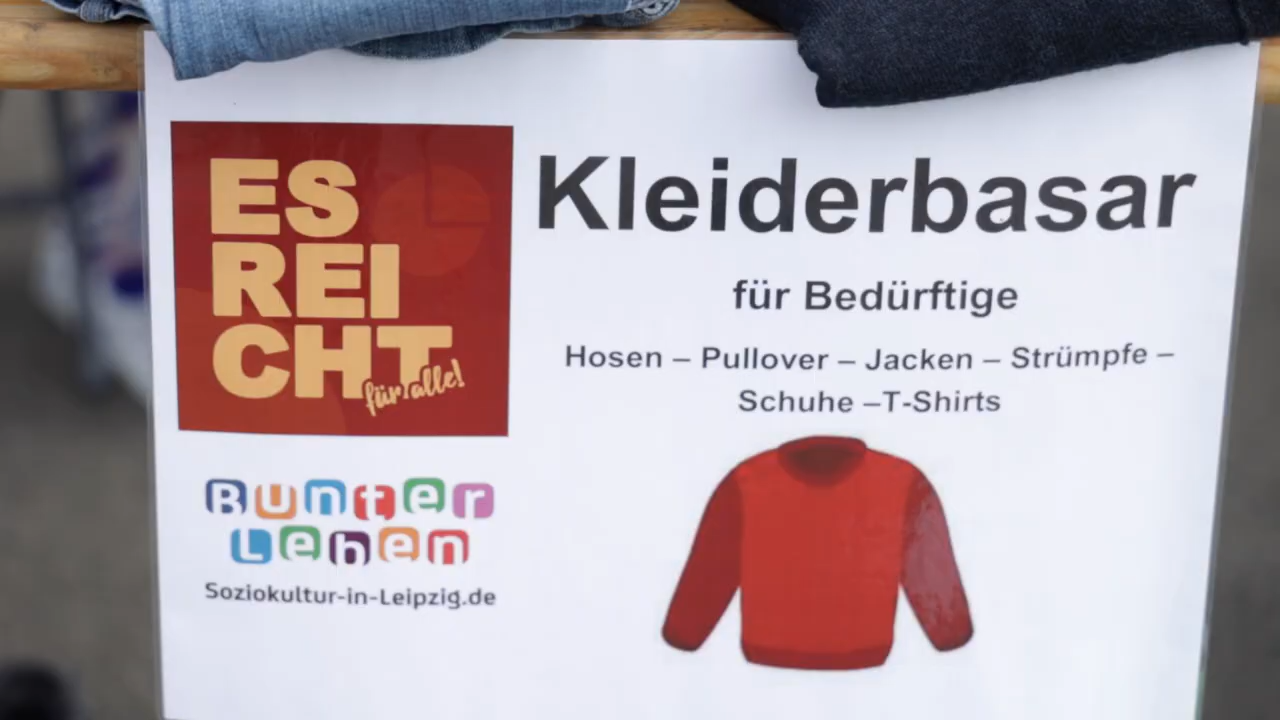 ES
REI
CHT
für alle!
Bunter
Leben
Soziokultur-in-Leipzig.de
Kleiderbasar
für Bedürftige
Hosen – Pullover – Jacken – Strümpfe –
Schuhe –T-Shirts